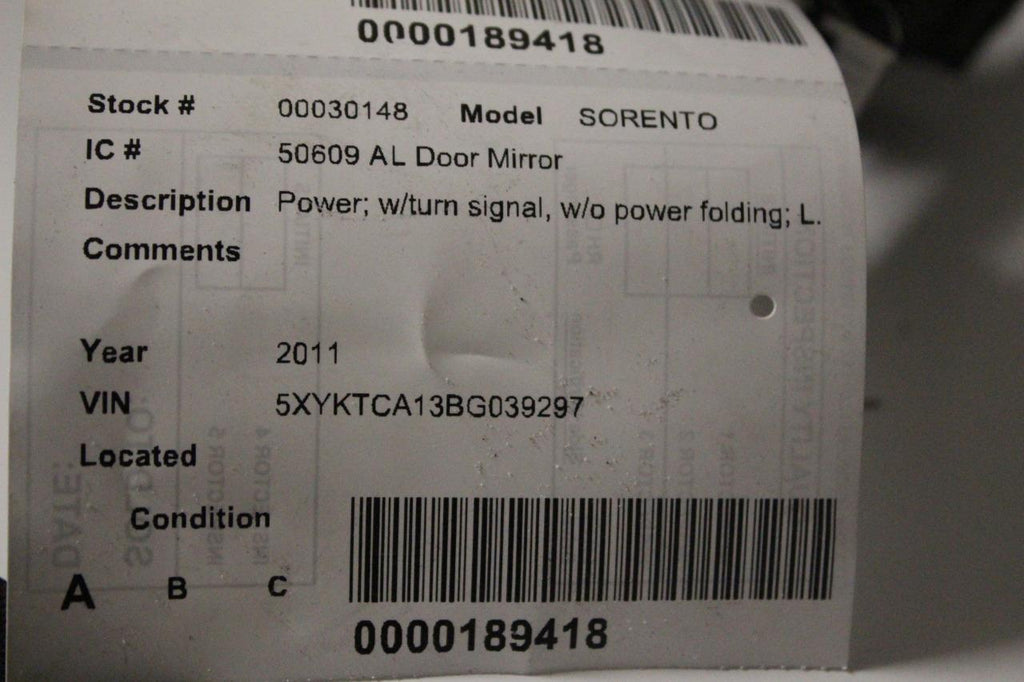 0000189418
Stock # 00030148 Model SORENTO
IC # 50609 AL Door Mirror
Description Power; w/turn signal, w/o power folding; L.
Comments
Year 2011
VIN 5XYKTCA13BG039297
Located
Condition
A B C
0000189418